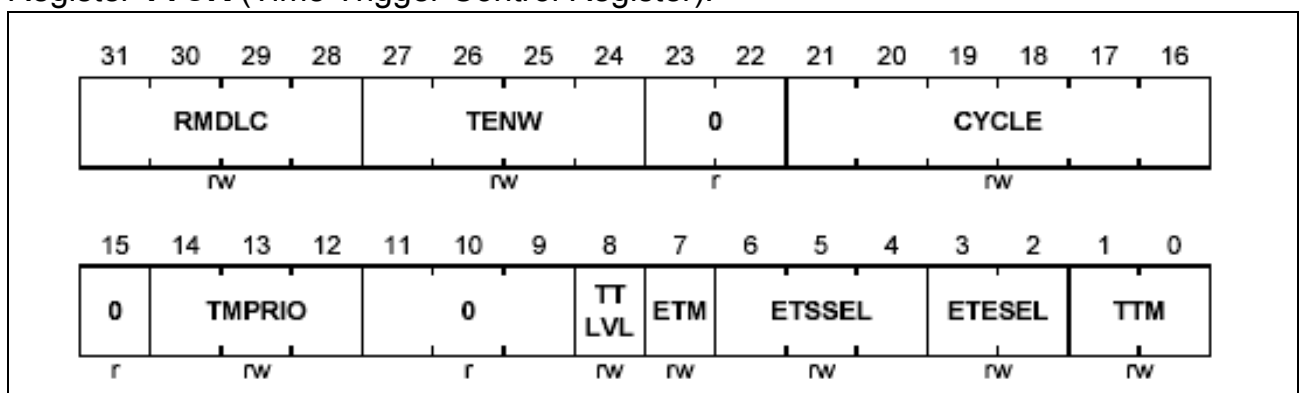 Register TTCR (Time Trigger Control Register):
31 30 29 28 27 26 25 24 23 22 21 20 19 18 17 16
RMDLC TENW 0 CYCLE
rw rw r rw
15 14 13 12 11 10 9 8 7 6 5 4 3 2 1 0
0 TMPRIO 0 TT LVL ETM ETSSEL ETESEL TTM
r rw r rw rw rw rw rw